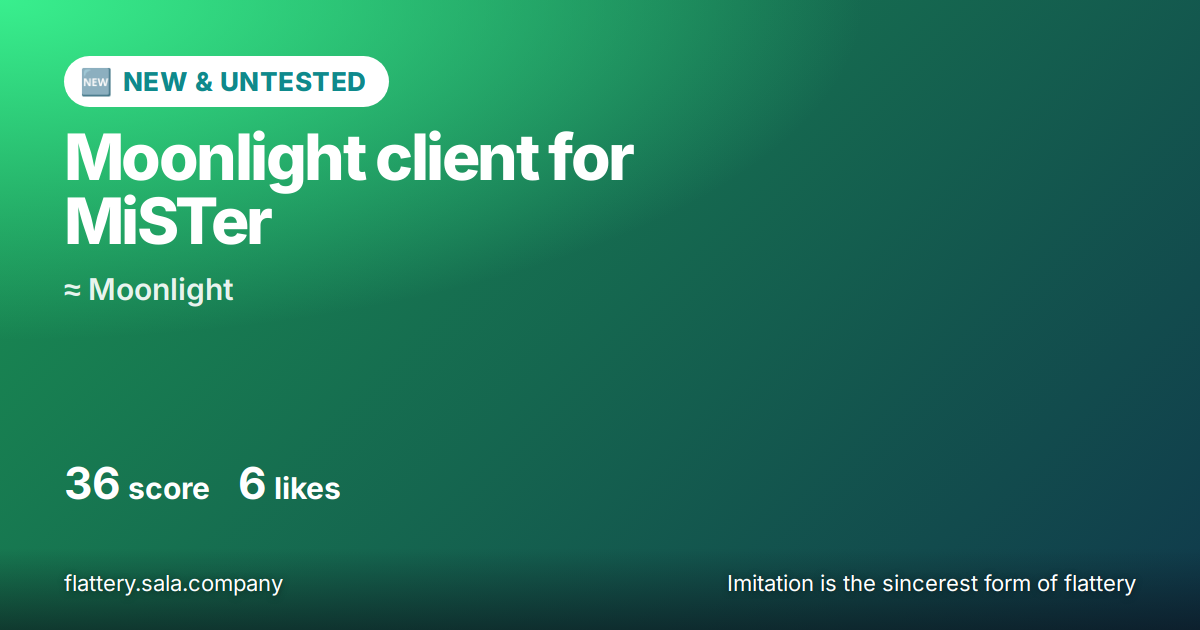 🆕 NEW & UNTESTED
Moonlight client for
MiSTer
≈ Moonlight
36 score 6 likes
flattery.sala.company
Imitation is the sincerest form of flattery